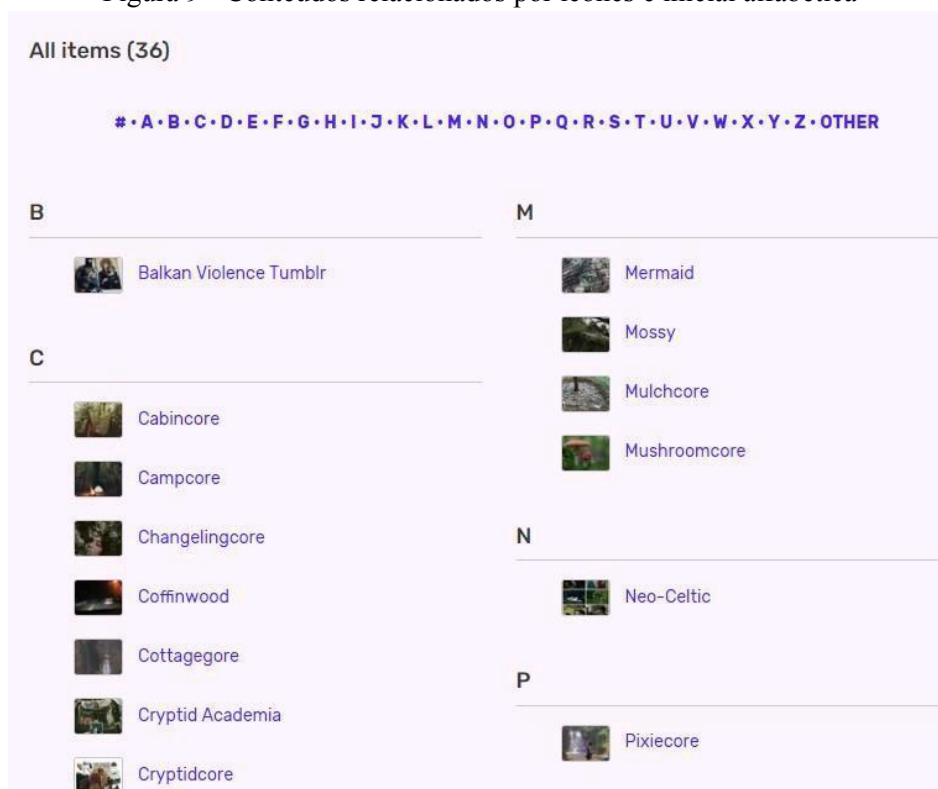 Figura 9 – Conteúdos relacionados por ícones e inicial alfabética
All items (36)
#·A·B·C·D·E·F·G·H·I·J·K·L·M·N·O·P·Q·R·S·T·U·V·W·X·Y·Z·OTHER
B
Balkan Violence Tumblr
C
Cabincore
Campcore
Changelingcore
Coffinwood
Cottagegore
Cryptid Academia
Cryptidcore
M
Mermaid
Mossy
Mulchcore
Mushroomcore
N
Neo-Celtic
P
Pixiecore